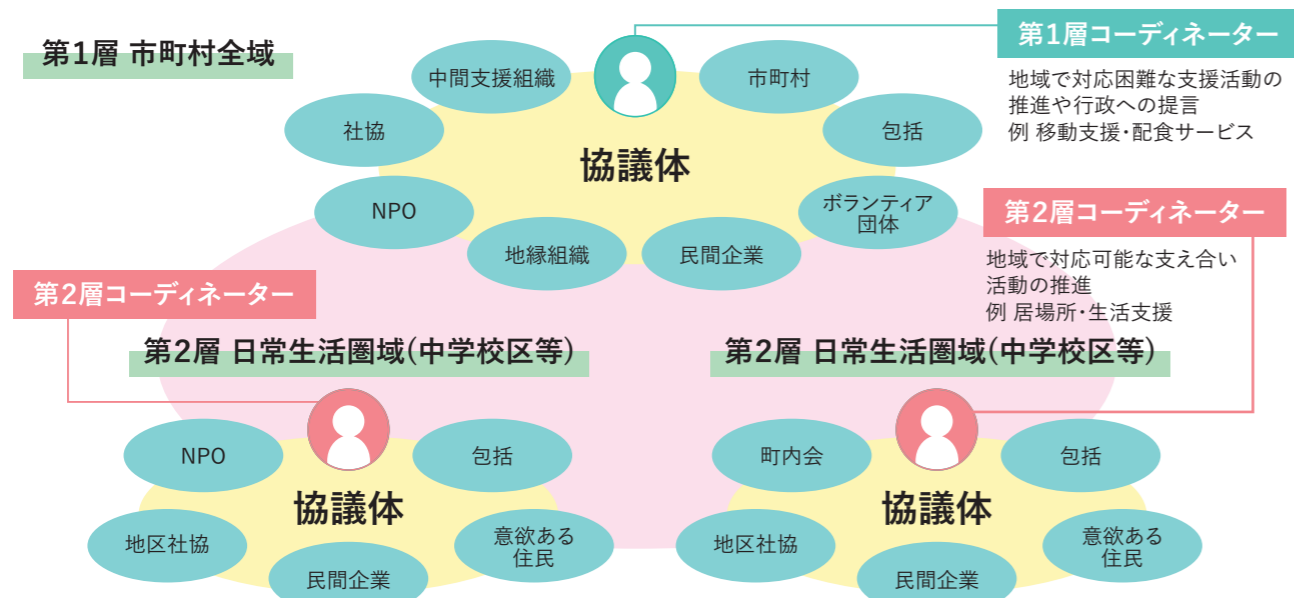 第1層 市町村全域
第1層コーディネーター
地域で対応困難な支援活動の
推進や行政への提言
例 移動支援・配食サービス
中間支援組織
市町村
社協
包括
協議体
NPO
ボランティア
団体
地縁組織
民間企業
第2層コーディネーター
地域で対応可能な支え合い
活動の推進
例 居場所・生活支援
第2層コーディネーター
第2層 日常生活圏域(中学校区等)
NPO
包括
協議体
地区社協
意欲ある
住民
民間企業
第2層 日常生活圏域(中学校区等)
町内会
包括
協議体
地区社協
意欲ある
住民
民間企業